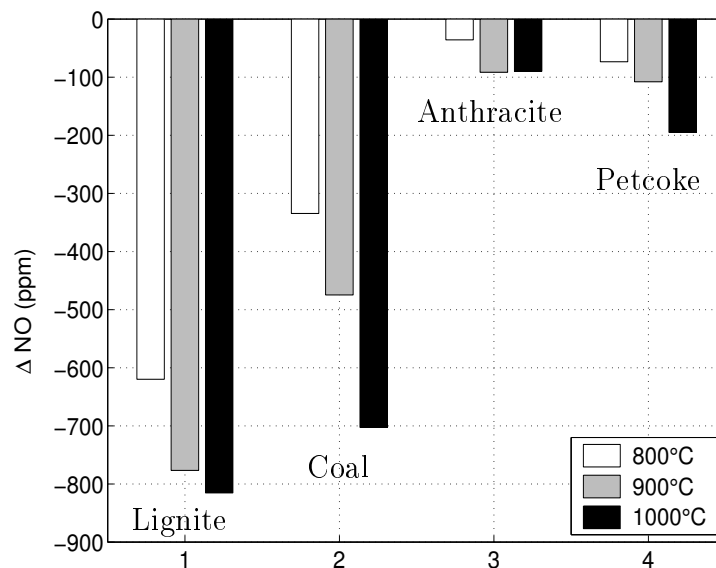 0
−100
−200
−300
−400
−500
−600
−700
−800
−900
Δ NO (ppm)
Anthracite
Petcoke
Coal
Lignite
800°C
900°C
1000°C
1 2 3 4